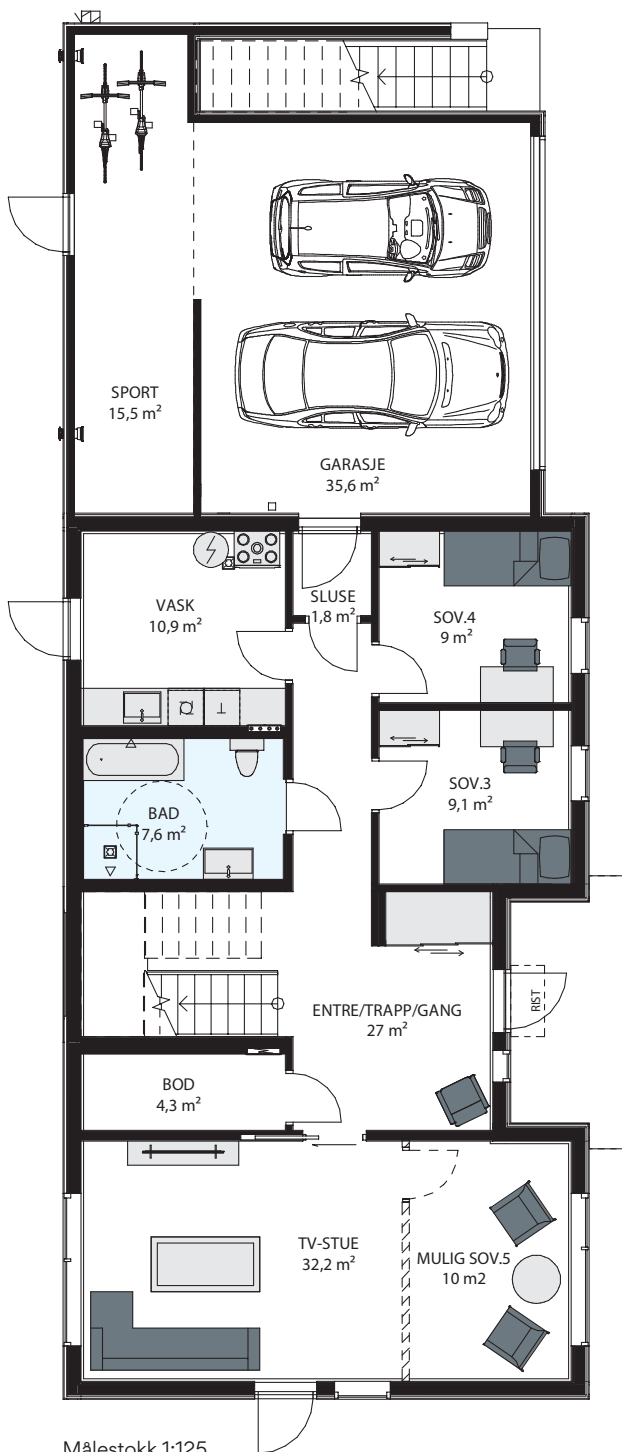 SPORT
15,5 m²
GARASJE
35,6 m²
VASK
10,9 m²
SLUSE
1,8 m²
SOV.4
9 m²
SOV.3
9,1 m²
BAD
7,6 m²
ENTRE/TRAPP/GANG
27 m²
RIST
BOD
4,3 m²
TV-STUE
32,2 m²
MULIG SOV.5
10 m2
Målestokk 1:125